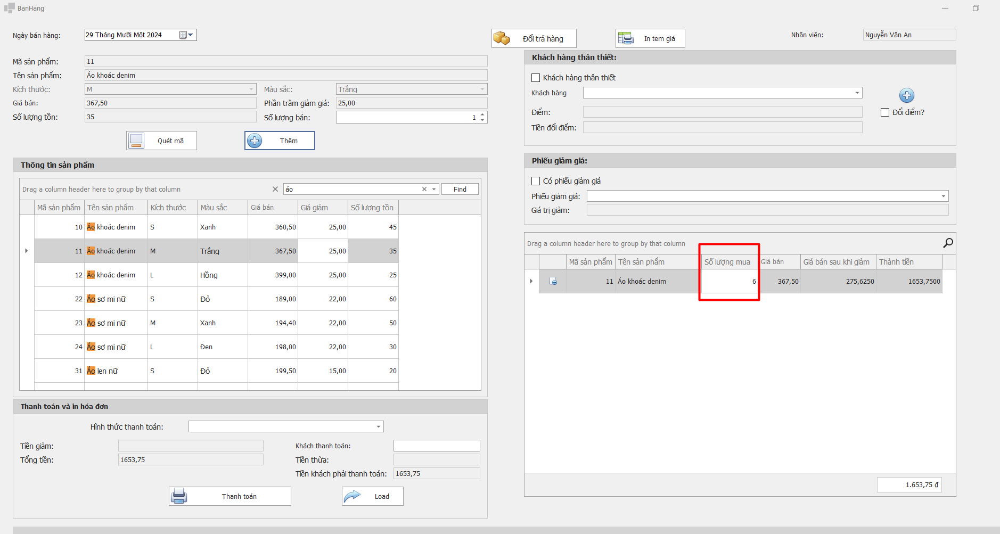 BanHang
Ngày bán hàng: 29 Tháng Mười Một 2024
Đổi trả hàng
In tem giá
Nhân viên: Nguyễn Văn An
Mã sản phẩm: 11
Tên sản phẩm: Áo khoác denim
Kích thước: M Màu sắc: Trắng
Giá bán: 367,50 Phần trăm giảm giá: 25,00
Số lượng tồn: 35 Số lượng bán: 1
Quét mã
Thêm
Khách hàng thân thiết:
Khách hàng thân thiết
Khách hàng
Điểm:
Đổi điểm?
Tiền đổi điểm:
Phiếu giảm giá:
Có phiếu giảm giá
Phiếu giảm giá:
Giá trị giảm:
Thông tin sản phẩm
Drag a column header here to group by that column áo Find
Mã sản phẩm Tên sản phẩm Kích thước Màu sắc Giá bán Giá giảm Số lượng tồn
10 Áo khoác denim S Xanh 360,50 25,00 45
11 Áo khoác denim M Trắng 367,50 25,00 35
12 Áo khoác denim L Hồng 399,00 25,00 25
22 Áo sơ mi nữ S Đỏ 189,00 22,00 60
23 Áo sơ mi nữ M Xanh 194,40 22,00 50
24 Áo sơ mi nữ L Đen 198,00 22,00 30
31 Áo len nữ S Đỏ 199,50 15,00 20
Drag a column header here to group by that column
Mã sản phẩm Tên sản phẩm Số lượng mua Giá bán Giá bán sau khi giảm Thành tiền
11 Áo khoác denim 6 367,50 275,6250 1653,7500
1.653,75 ₫
Thanh toán và in hóa đơn
Hình thức thanh toán:
Tiền giảm:
Khách thanh toán:
Tổng tiền: 1653,75
Tiền thừa:
Tiền khách phải thanh toán: 1653,75
Thanh toán
Load